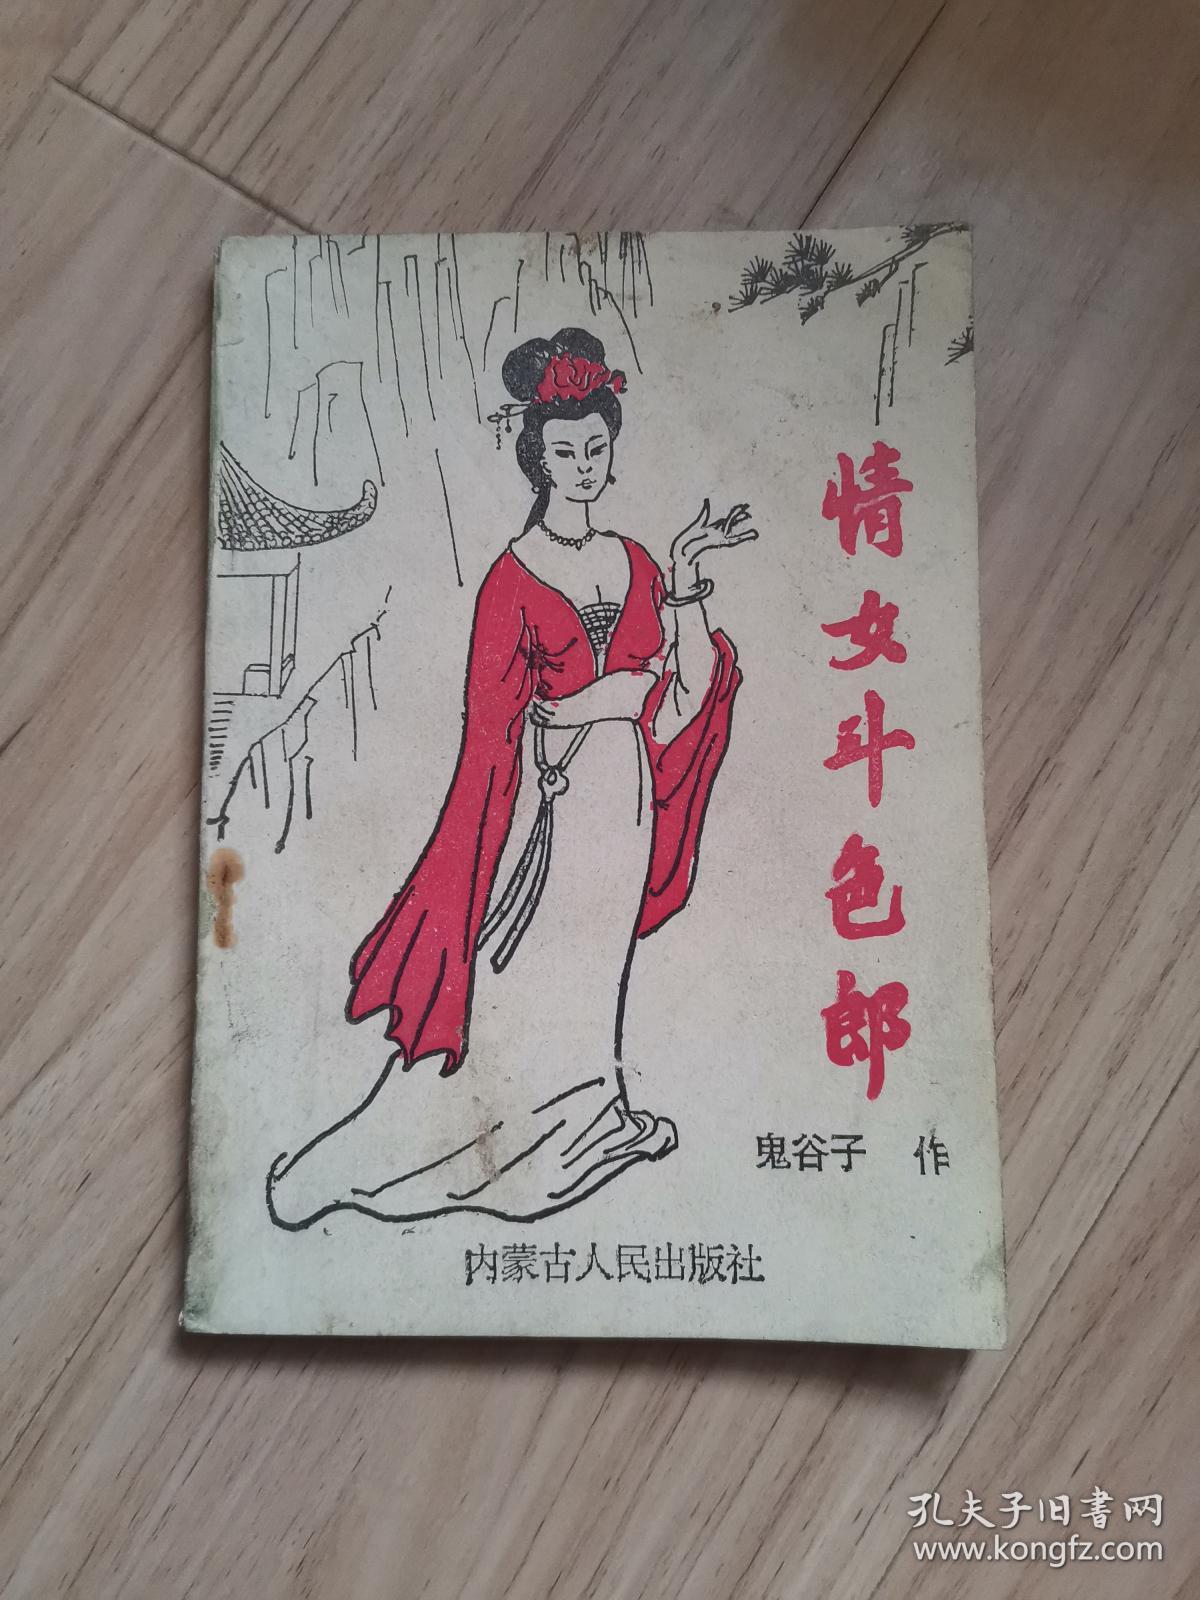 情女斗色郎
鬼谷子 作
内蒙古人民出版社
孔夫子旧书网
www.kongfz.com